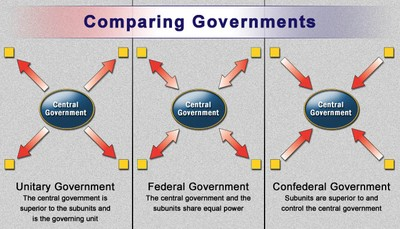 Comparing Governments
Central
Government
Central
Government
Central
Government
Unitary Government
The central government is
superior to the subunits and
is the governing unit
Federal Government
The central government and the
subunits share equal power
Confederal Government
Subunits are superior to and
control the central government